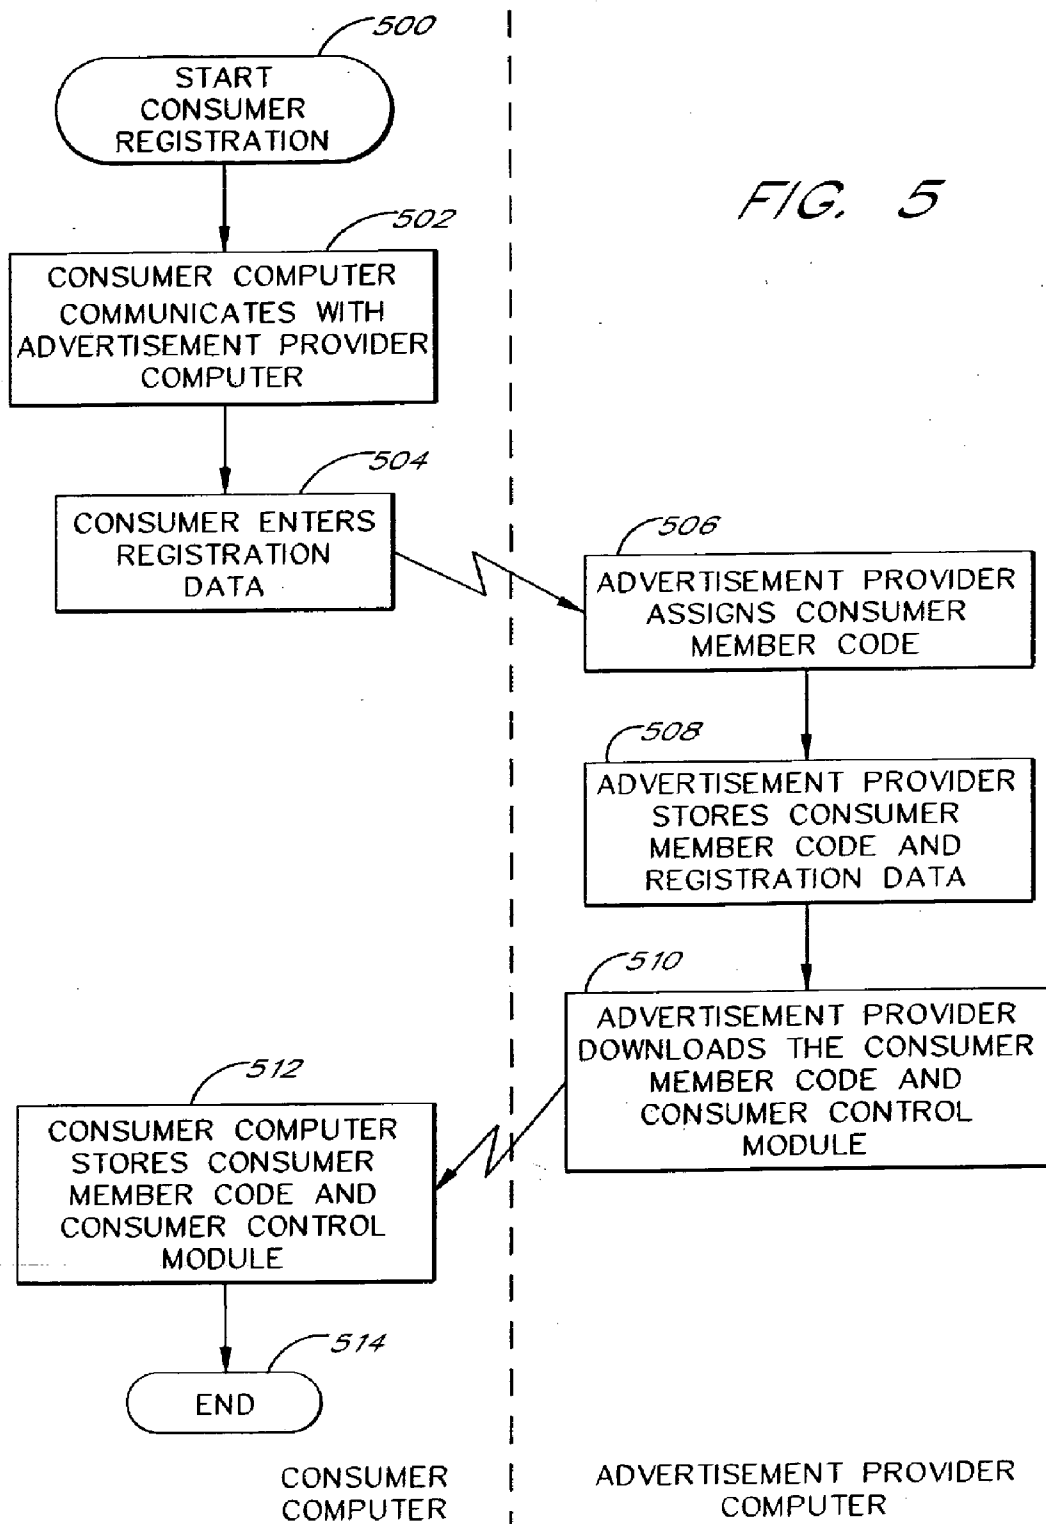 500
START
CONSUMER
REGISTRATION
FIG. 5
502
CONSUMER COMPUTER
COMMUNICATES WITH
ADVERTISEMENT PROVIDER
COMPUTER
504
CONSUMER ENTERS
REGISTRATION
DATA
506
ADVERTISEMENT PROVIDER
ASSIGNS CONSUMER
MEMBER CODE
508
ADVERTISEMENT PROVIDER
STORES CONSUMER
MEMBER CODE AND
REGISTRATION DATA
510
ADVERTISEMENT PROVIDER
DOWNLOADS THE CONSUMER
MEMBER CODE AND
CONSUMER CONTROL
MODULE
512
CONSUMER COMPUTER
STORES CONSUMER
MEMBER CODE AND
CONSUMER CONTROL
MODULE
514
END
CONSUMER
COMPUTER
ADVERTISEMENT PROVIDER
COMPUTER